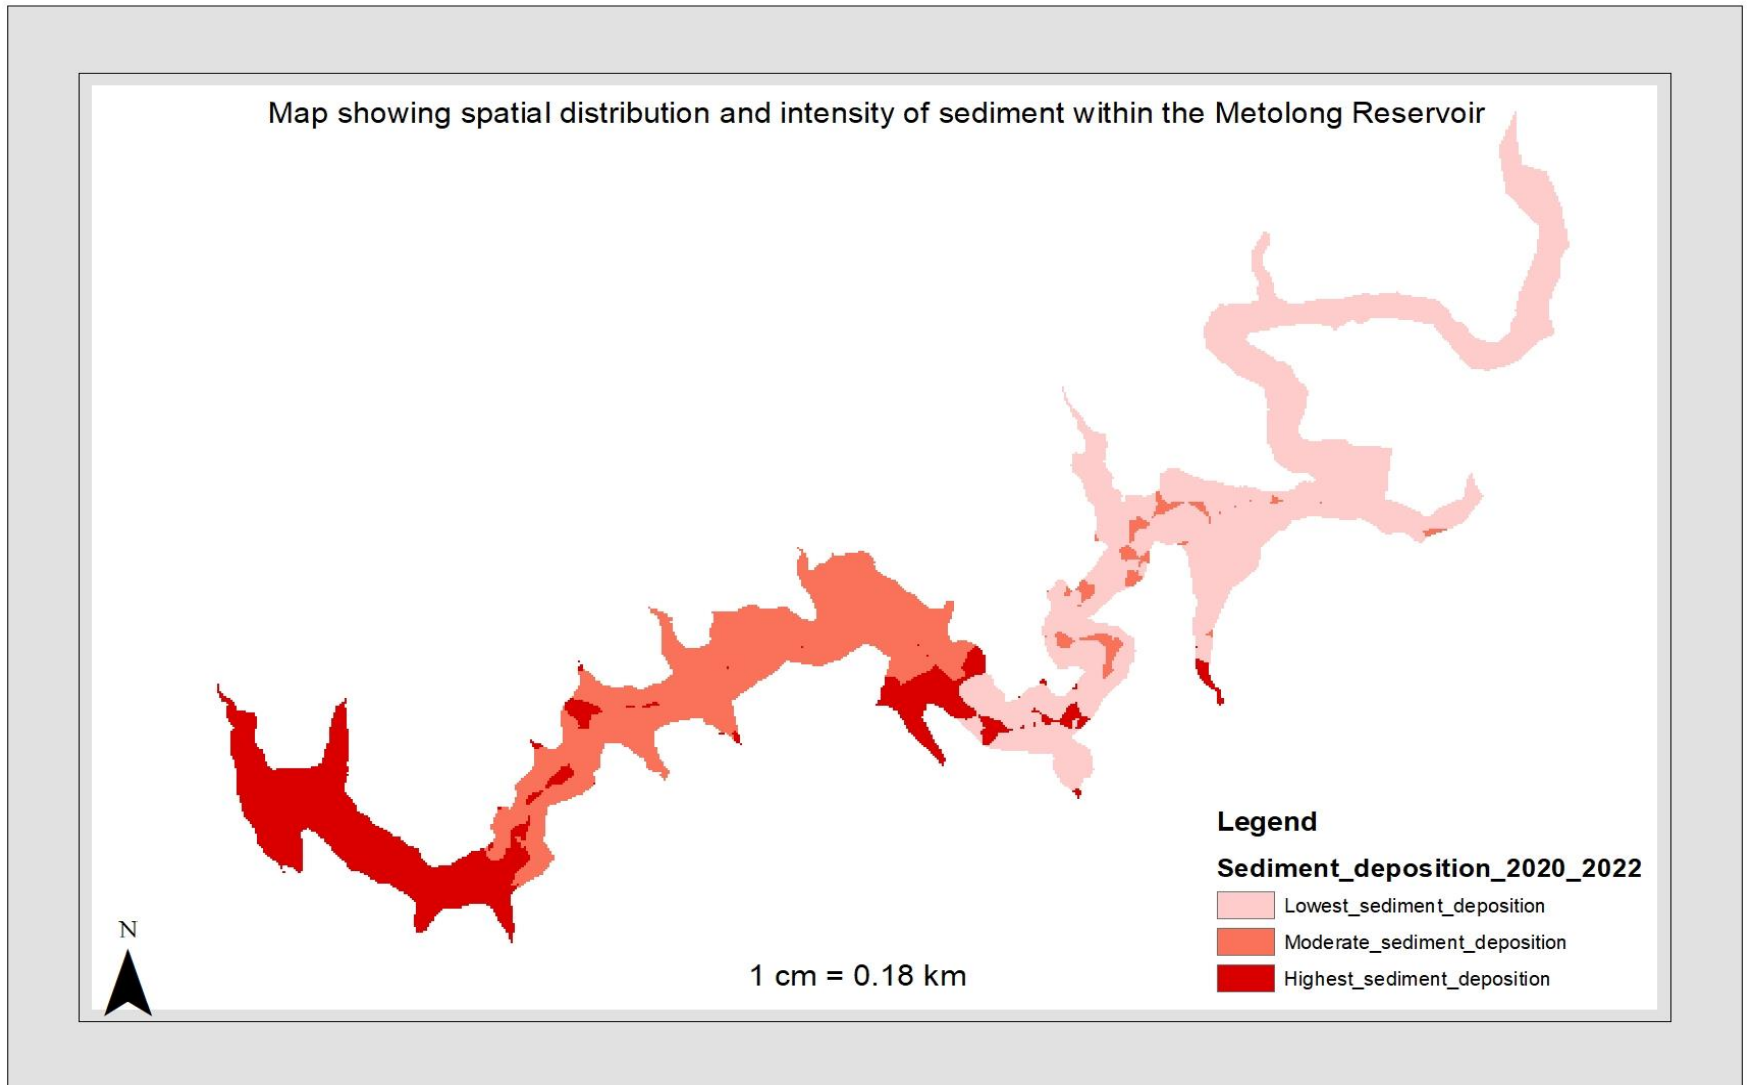 Map showing spatial distribution and intensity of sediment within the Metolong Reservoir
Legend
Sediment_deposition_2020_2022
Lowest_sediment_deposition
Moderate_sediment_deposition
Highest_sediment_deposition
N
1 cm = 0.18 km